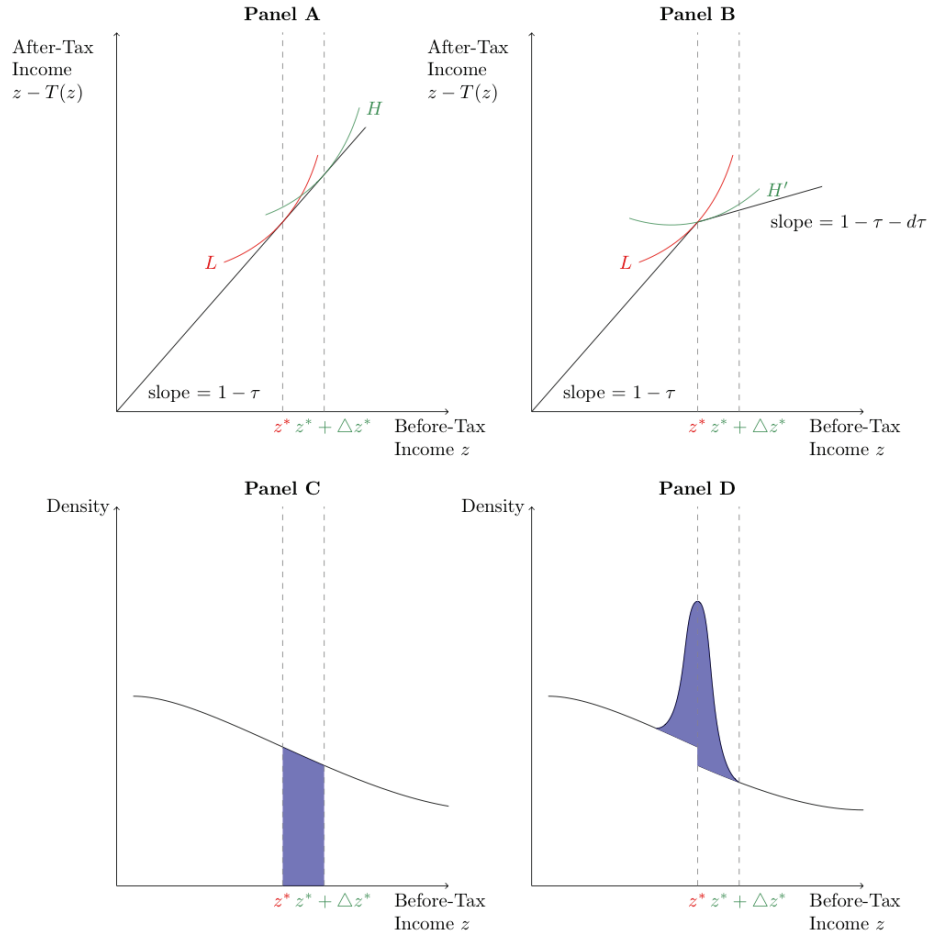 Panel A
After-Tax
Income
z − T(z)
H
L
slope = 1 − τ
z* z* + △z*
Before-Tax
Income z
Panel B
After-Tax
Income
z − T(z)
H′
slope = 1 − τ − dτ
L
slope = 1 − τ
z* z* + △z*
Before-Tax
Income z
Panel C
Density
z* z* + △z*
Before-Tax
Income z
Panel D
Density
z* z* + △z*
Before-Tax
Income z